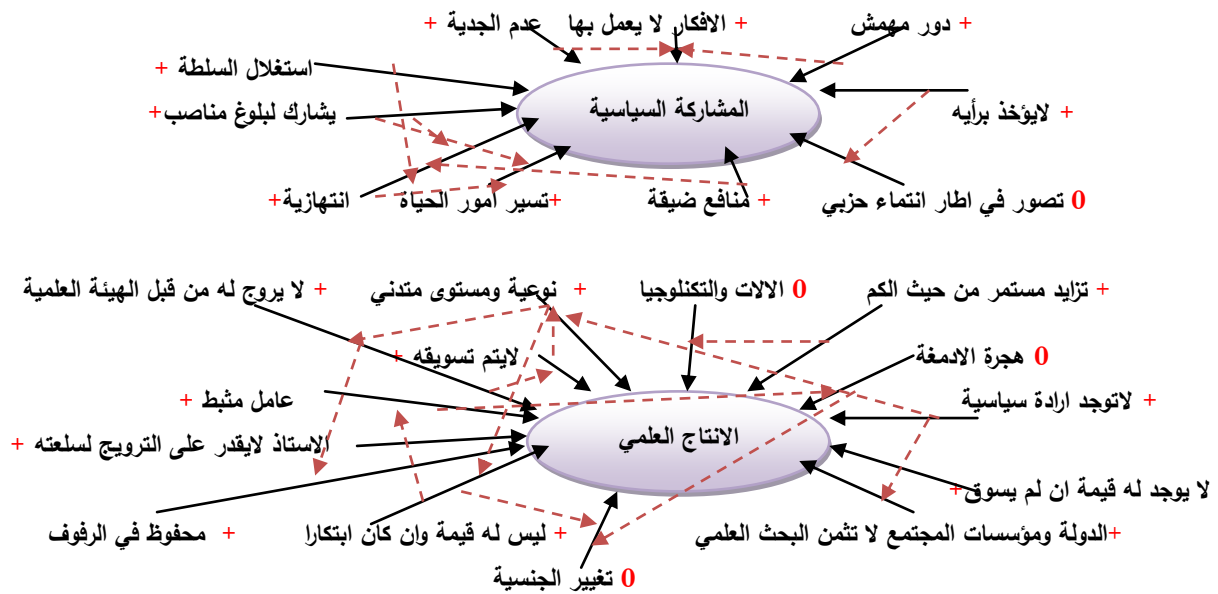 + دور مهمش
+ الافكار لا يعمل بها
عدم الجدية +
استغلال السلطة +
المشاركة السياسية
يشارك لبلوغ مناصب+
لايؤخذ برأيه +
0 تصور في اطار انتماء حزبي
+ منافع ضيقة
+تسير امور الحياة
انتهازية+
+ تزايد مستمر من حيث الكم
0 الالات والتكنلوجيا
+ نوعية ومستوى متدني
+ لا يروج له من قبل الهيئة العلمية
0 هجرة الادمغة
لايتم تسويقه +
لاتوجد ارادة سياسية +
عامل مثبط +
الانتاج العلمي
الاستاذ لايقدر على الترويج لسلعته +
لا يوجد له قيمة ان لم يسوق+
+الدولة ومؤسسات المجتمع لا تثمن البحث العلمي
+ ليس له قيمة وان كان ابتكارا
+ محفوظ في الرفوف
0 تغيير الجنسية